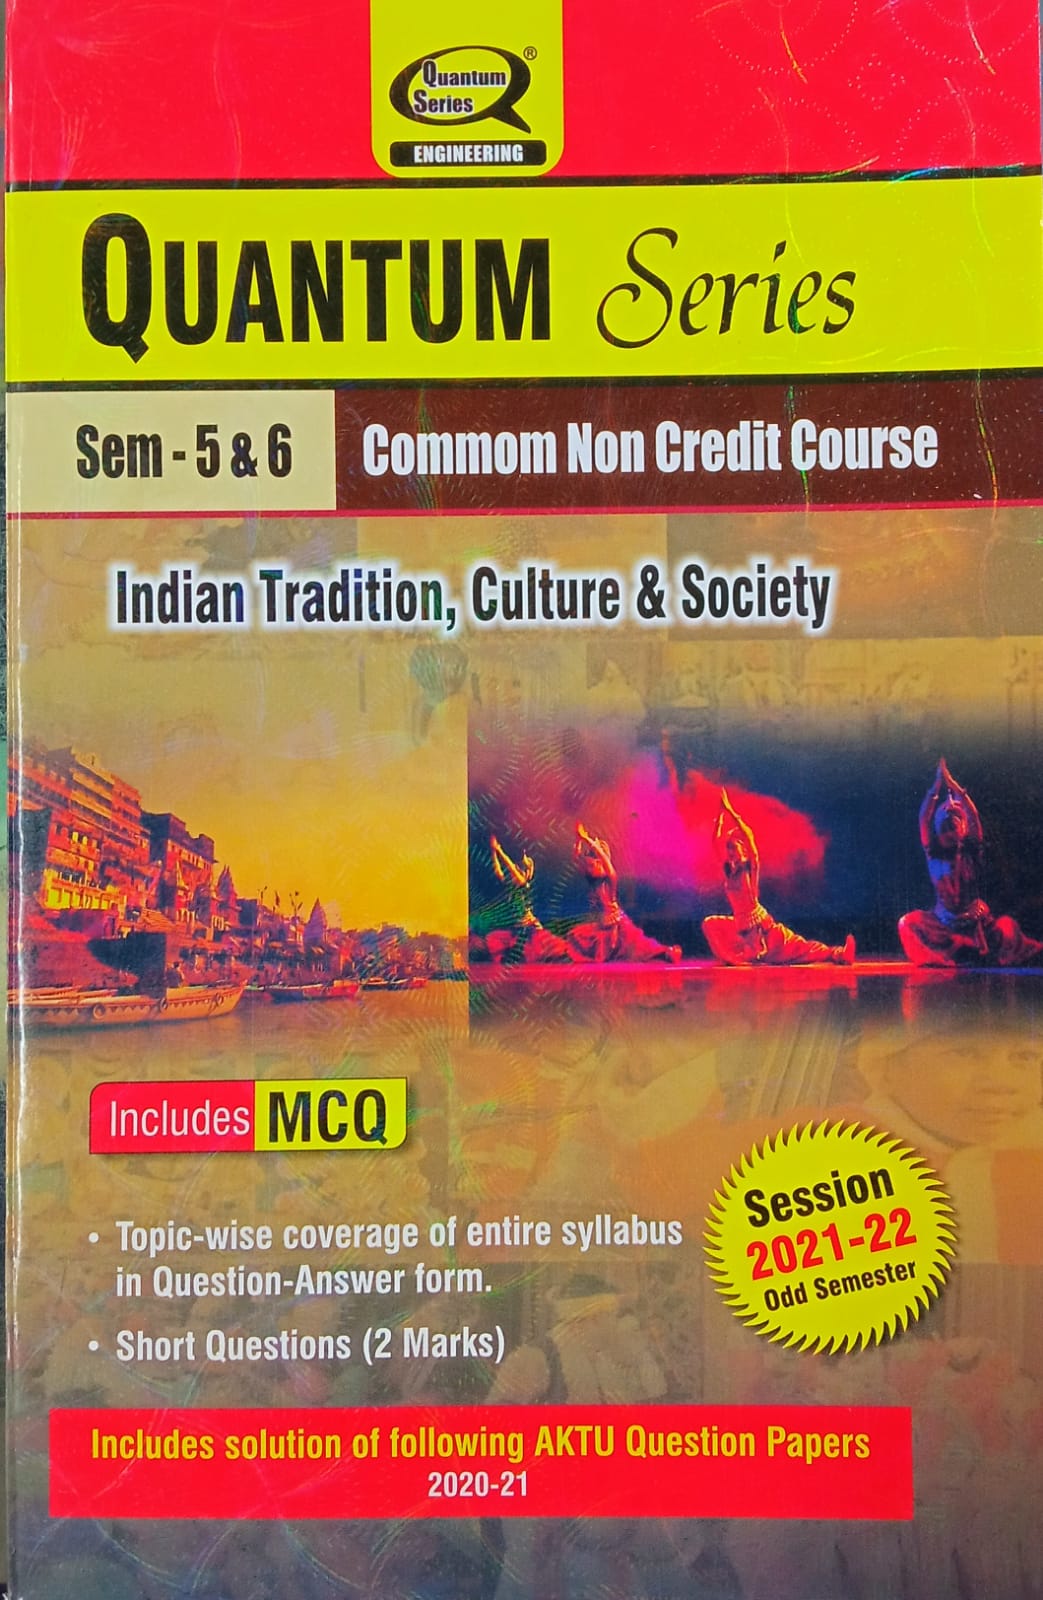 Quantum
Series
®
ENGINEERING
QUANTUM Series
Sem - 5 & 6
Commom Non Credit Course
Indian Tradition, Culture & Society
Includes MCQ
• Topic-wise coverage of entire syllabus
in Question-Answer form.
• Short Questions (2 Marks)
Session
2021-22
Odd Semester
Includes solution of following AKTU Question Papers
2020-21